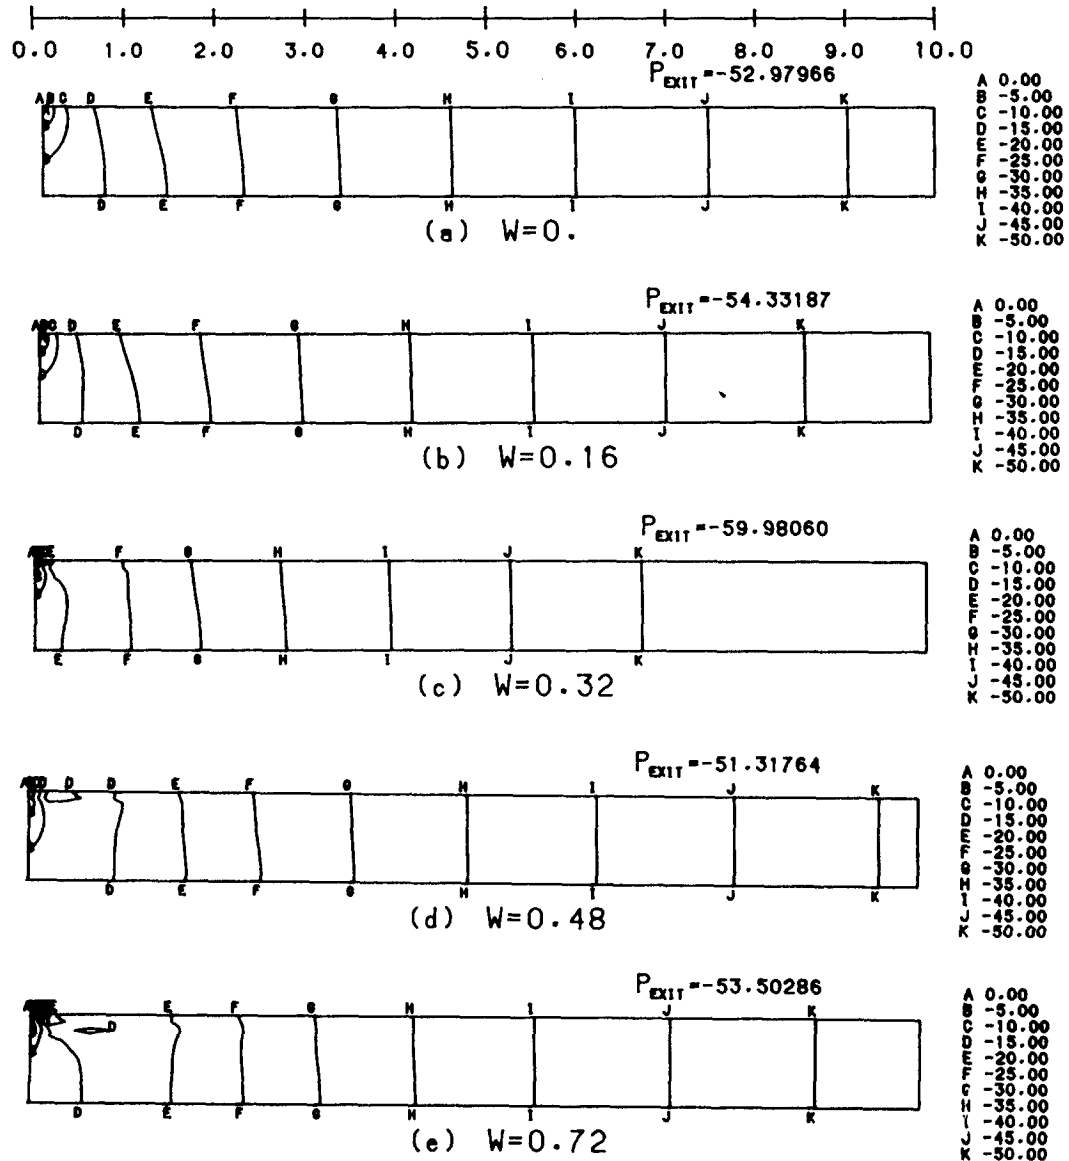 0.0 1.0 2.0 3.0 4.0 5.0 6.0 7.0 8.0 9.0 10.0
P EXIT =-52.97966
A B C D E F G H I J K
D E F G H I J K
(a) W=0.
A 0.00
B -5.00
C -10.00
D -15.00
E -20.00
F -25.00
G -30.00
H -35.00
I -40.00
J -45.00
K -50.00
P EXIT =-54.33187
A B C D E F G H I J K
D E F G H I J K
(b) W=0.16
A 0.00
B -5.00
C -10.00
D -15.00
E -20.00
F -25.00
G -30.00
H -35.00
I -40.00
J -45.00
K -50.00
P EXIT =-59.98060
E F G H I J K
E F G H I J K
(c) W=0.32
A 0.00
B -5.00
C -10.00
D -15.00
E -20.00
F -25.00
G -30.00
H -35.00
I -40.00
J -45.00
K -50.00
P EXIT =-51.31764
D D D E F G H I J K
D E F G H I J K
(d) W=0.48
A 0.00
B -5.00
C -10.00
D -15.00
E -20.00
F -25.00
G -30.00
H -35.00
I -40.00
J -45.00
K -50.00
P EXIT =-53.50286
E E F G H I J K
D
D E F G H I J K
(e) W=0.72
A 0.00
B -5.00
C -10.00
D -15.00
E -20.00
F -25.00
G -30.00
H -35.00
I -40.00
J -45.00
K -50.00